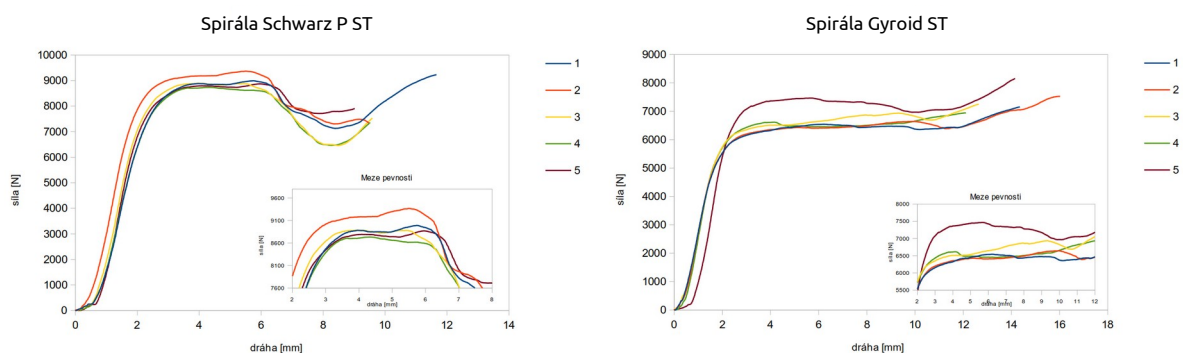 Spirála Schwarz P ST
10000
9000
8000
7000
6000
5000
4000
3000
2000
1000
0
síla [N]
0 2 4 6 8 10 12 14
dráha [mm]
1
2
3
4
5
Meze pevnosti
9600
9100
8600
8100
7600
síla [N]
2 3 4 5 6 7 8
dráha [mm]
Spirála Gyroid ST
9000
8000
7000
6000
5000
4000
3000
2000
1000
0
síla [N]
0 2 4 6 8 10 12 14 16 18
dráha [mm]
1
2
3
4
5
Meze pevnosti
8000
7500
7000
6500
6000
5500
síla [N]
2 3 4 5 6 7 8 9 10 11 12
dráha [mm]